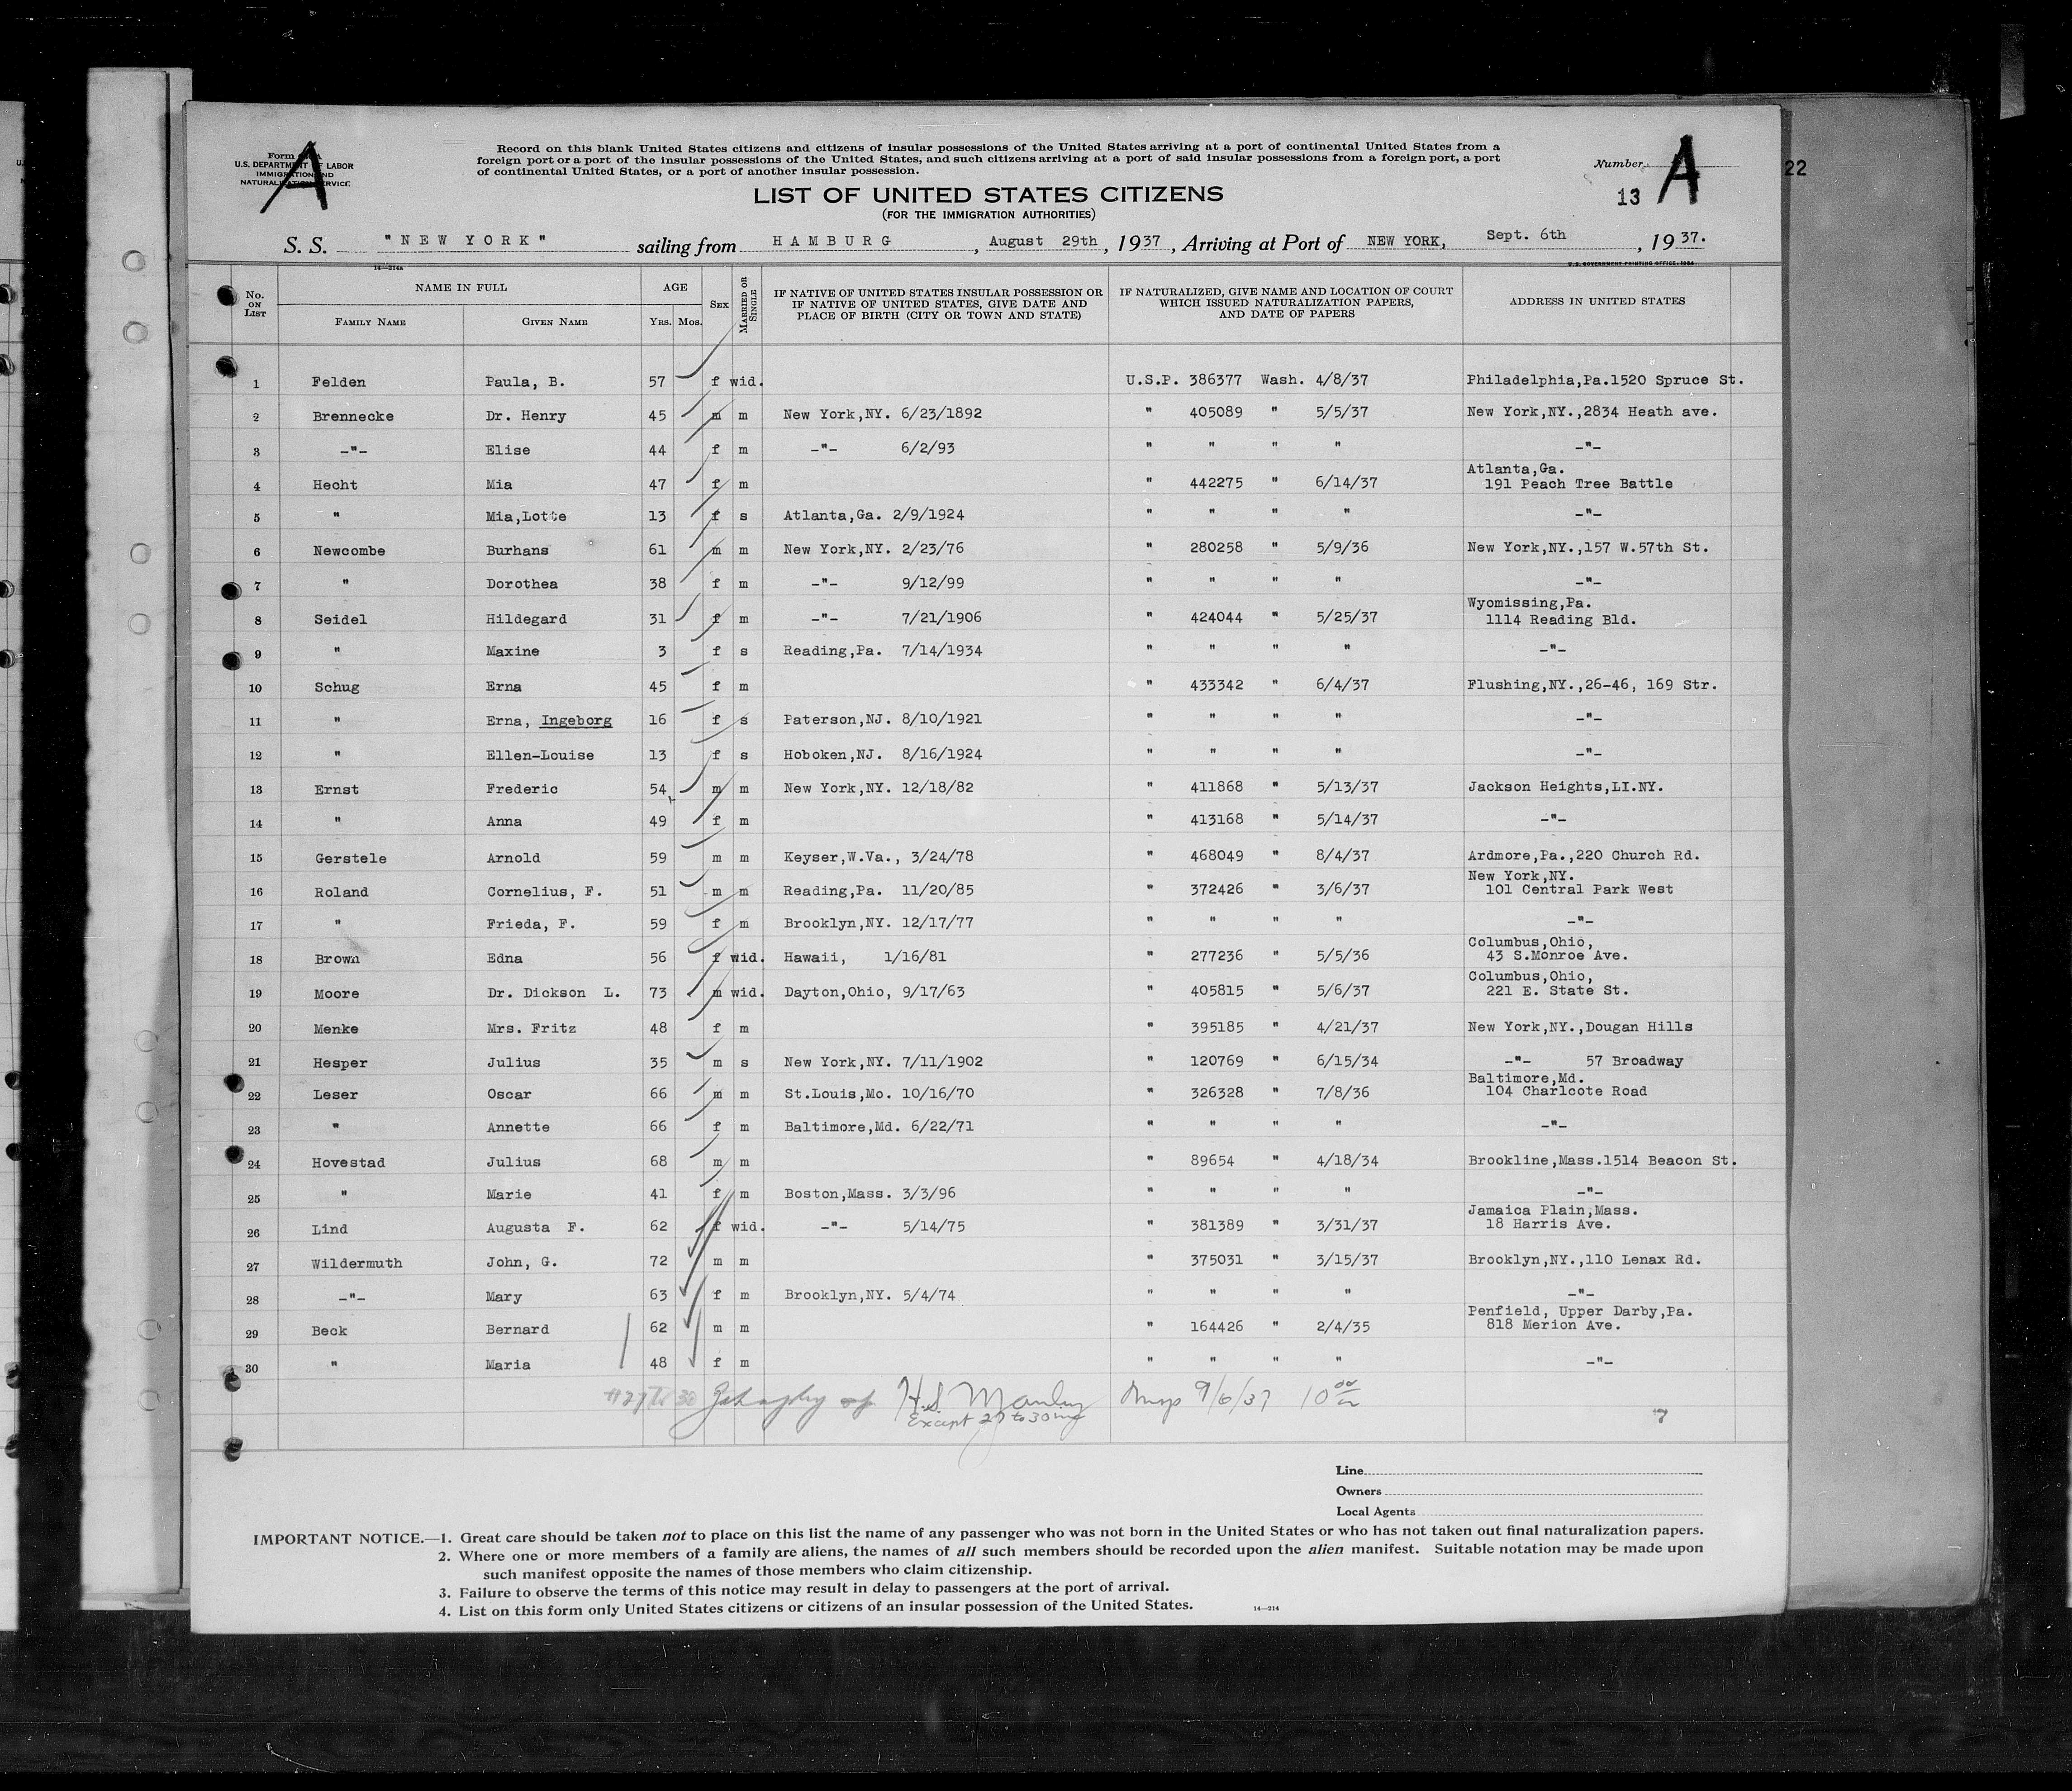 Form
U.S. DEPARTMENT OF LABOR
IMMIGRATION AND
NATURALIZATION SERVICE
A
Record on this blank United States citizens and citizens of insular possessions of the United States arriving at a port of continental United States from a
foreign port or a port of the insular possessions of the United States, and such citizens arriving at a port of said insular possessions from a foreign port, a port
of continental United States, or a port of another insular possession.
Number
13 A
22
LIST OF UNITED STATES CITIZENS
(FOR THE IMMIGRATION AUTHORITIES)
S. S. "NEW YORK" sailing from HAMBURG, August 29th, 1937, Arriving at Port of NEW YORK, Sept. 6th, 1937.
14—214a
U.S. GOVERNMENT PRINTING OFFICE: 1934
No. ON LIST NAME IN FULL FAMILY NAME GIVEN NAME AGE YRS. MOS. SEX MARRIED OR SINGLE IF NATIVE OF UNITED STATES INSULAR POSSESSION OR IF NATIVE OF UNITED STATES, GIVE DATE AND PLACE OF BIRTH (CITY OR TOWN AND STATE) IF NATURALIZED, GIVE NAME AND LOCATION OF COURT WHICH ISSUED NATURALIZATION PAPERS, AND DATE OF PAPERS ADDRESS IN UNITED STATES
1 Felden Paula, B. 57 f wid. U.S.P. 386377 Wash. 4/8/37 Philadelphia,Pa.1520 Spruce St.
2 Brennecke Dr. Henry 45 m m New York,NY. 6/23/1892 " 405089 " 5/5/37 New York,NY.,2834 Heath ave.
3 -"- Elise 44 f m -"- 6/2/93 " " " " -"-
4 Hecht Mia 47 f m " 442275 " 6/14/37 Atlanta,Ga. 191 Peach Tree Battle
5 " Mia,Lotte 13 f s Atlanta,Ga. 2/9/1924 " " " " -"-
6 Newcombe Burhans 61 m m New York,NY. 2/23/76 " 280258 " 5/9/36 New York,NY.,157 W.57th St.
7 " Dorothea 38 f m -"- 9/12/99 " " " " -"-
8 Seidel Hildegard 31 f m -"- 7/21/1906 " 424044 " 5/25/37 Wyomissing,Pa. 1114 Reading Bld.
9 " Maxine 3 f s Reading,Pa. 7/14/1934 " " " " -"-
10 Schug Erna 45 f m " 433342 " 6/4/37 Flushing,NY.,26-46, 169 Str.
11 " Erna, Ingeborg 16 f s Paterson,NJ. 8/10/1921 " " " " -"-
12 " Ellen-Louise 13 f s Hoboken,NJ. 8/16/1924 " " " " -"-
13 Ernst Frederic 54 m m New York,NY. 12/18/82 " 411868 " 5/13/37 Jackson Heights,LI.NY.
14 " Anna 49 f m " 413168 " 5/14/37 -"-
15 Gerstele Arnold 59 m m Keyser,W.Va., 3/24/78 " 468049 " 8/4/37 Ardmore,Pa.,220 Church Rd.
16 Roland Cornelius, F. 51 m m Reading,Pa. 11/20/85 " 372426 " 3/6/37 New York,NY. 101 Central Park West
17 " Frieda, F. 59 f m Brooklyn,NY. 12/17/77 " " " " -"-
18 Brown Edna 56 f wid. Hawaii, 1/16/81 " 277236 " 5/5/36 Columbus,Ohio, 43 S.Monroe Ave.
19 Moore Dr. Dickson L. 73 m wid. Dayton,Ohio, 9/17/63 " 405815 " 5/6/37 Columbus,Ohio, 221 E. State St.
20 Menke Mrs. Fritz 48 f m " 395185 " 4/21/37 New York,NY.,Dougan Hills
21 Hesper Julius 35 m s New York,NY. 7/11/1902 " 120769 " 6/15/34 -"- 57 Broadway
22 Leser Oscar 66 m m St.Louis,Mo. 10/16/70 " 326328 " 7/8/36 Baltimore,Md. 104 Charlcote Road
23 " Annette 66 f m Baltimore,Md. 6/22/71 " " " " -"-
24 Hovestad Julius 68 m m " 89654 " 4/18/34 Brookline,Mass.1514 Beacon St.
25 " Marie 41 f m Boston,Mass. 3/3/96 " " " " -"-
26 Lind Augusta F. 62 f wid. -"- 5/14/75 " 381389 " 3/31/37 Jamaica Plain,Mass. 18 Harris Ave.
27 Wildermuth John, G. 72 m m " 375031 " 3/15/37 Brooklyn,NY.,110 Lenax Rd.
28 -"- Mary 63 f m Brooklyn,NY. 5/4/74 " " " " -"-
29 Beck Bernard 62 m m " 164426 " 2/4/35 Penfield, Upper Darby,Pa. 818 Merion Ave.
30 " Maria 48 f m " " " " -"-
H.S. Manley Insp 9/6/37 10 00
Except 27 to 30
Line
Owners
Local Agents
IMPORTANT NOTICE.—1. Great care should be taken not to place on this list the name of any passenger who was not born in the United States or who has not taken out final naturalization papers.
2. Where one or more members of a family are aliens, the names of all such members should be recorded upon the alien manifest. Suitable notation may be made upon
such manifest opposite the names of those members who claim citizenship.
3. Failure to observe the terms of this notice may result in delay to passengers at the port of arrival.
4. List on this form only United States citizens or citizens of an insular possession of the United States.
14—214